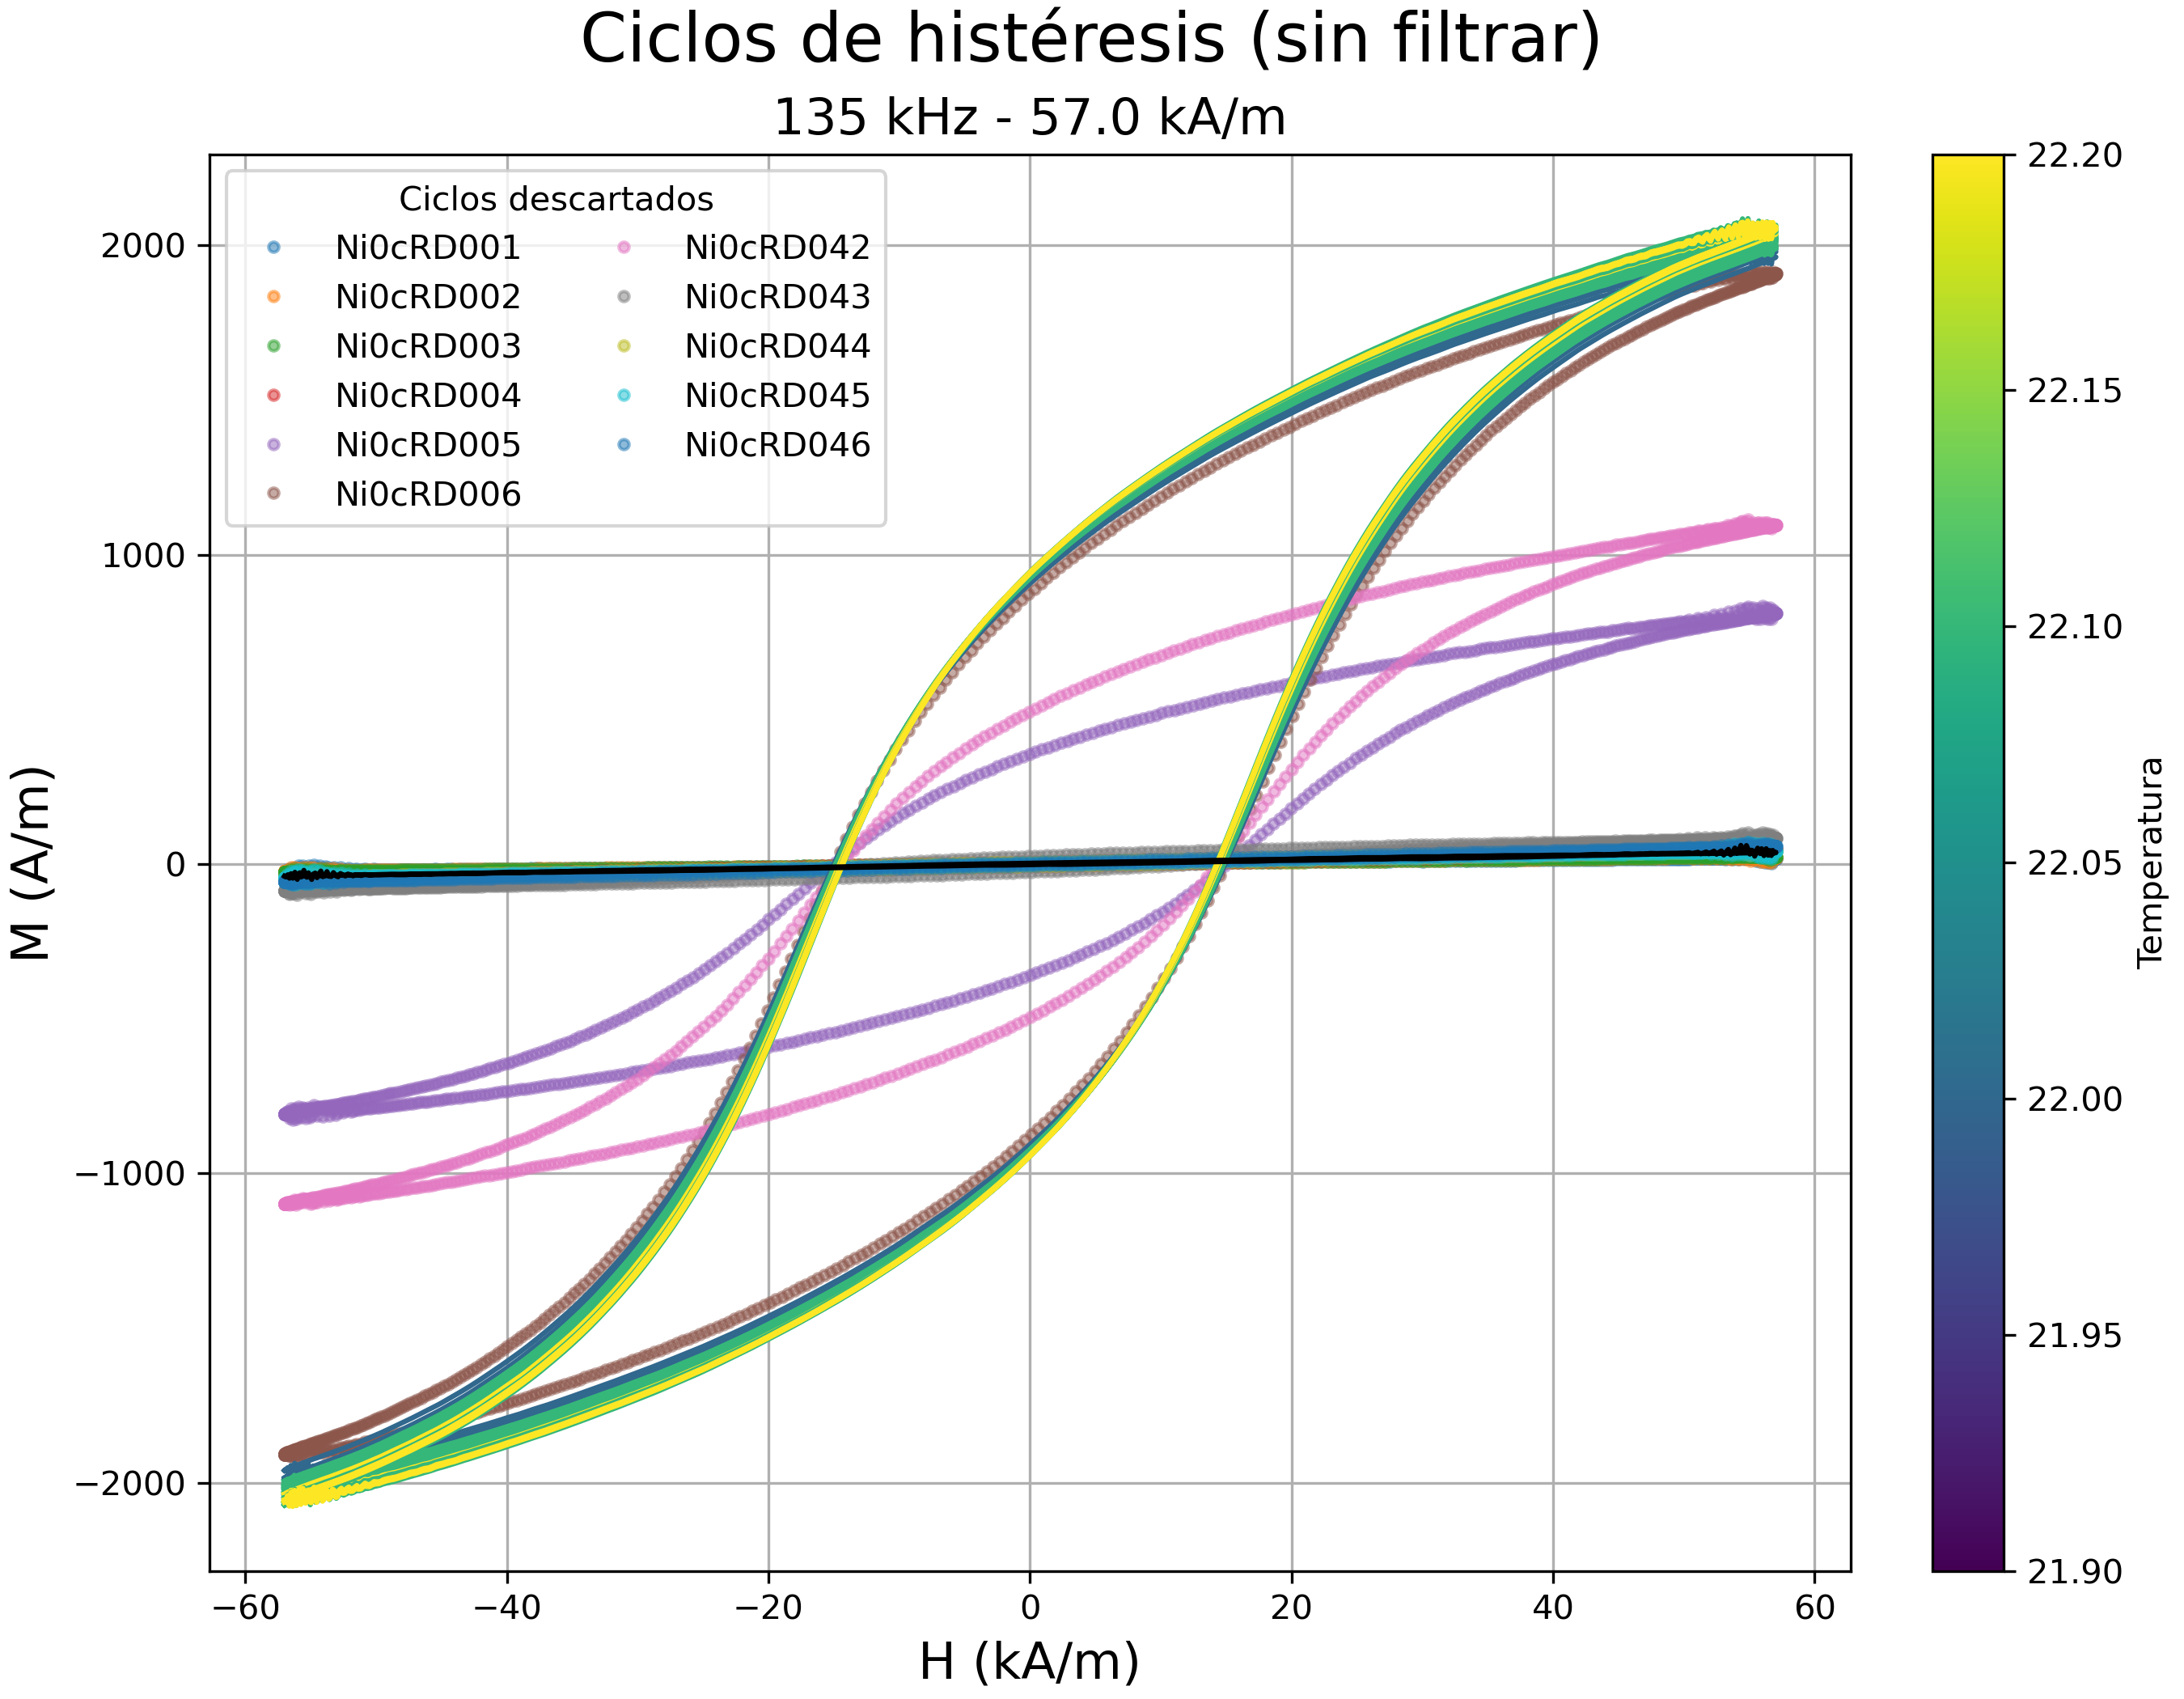 Ciclos de histéresis (sin filtrar)
135 kHz - 57.0 kA/m
Ciclos descartados
Ni0cRD001
Ni0cRD002
Ni0cRD003
Ni0cRD004
Ni0cRD005
Ni0cRD006
Ni0cRD042
Ni0cRD043
Ni0cRD044
Ni0cRD045
Ni0cRD046
2000
1000
0
−1000
−2000
M (A/m)
−60
−40
−20
0
20
40
60
H (kA/m)
22.20
22.15
22.10
22.05
22.00
21.95
21.90
Temperatura